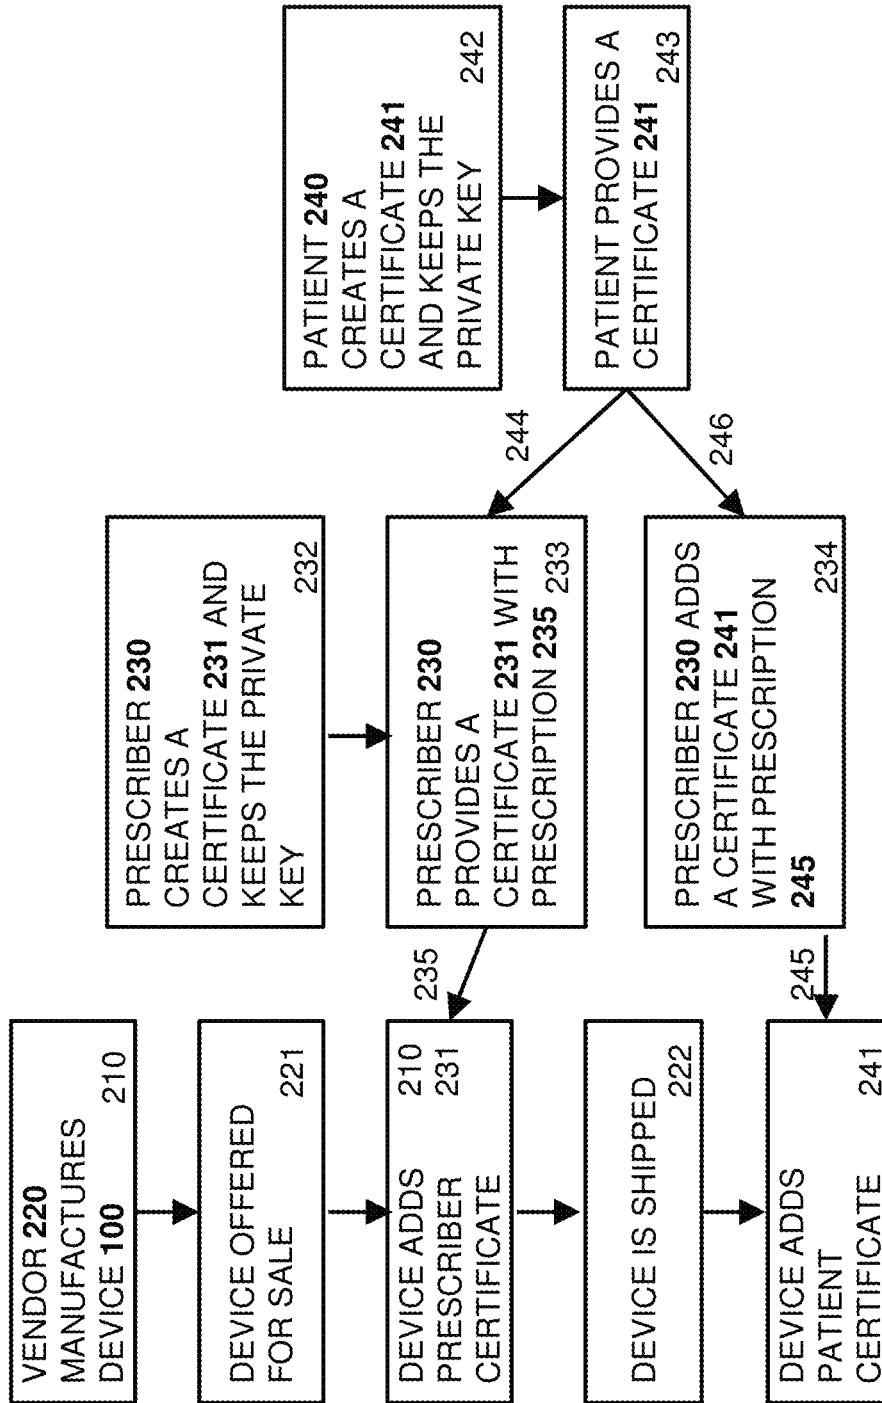 VENDOR 220
MANUFACTURES
DEVICE 100
210
DEVICE OFFERED
FOR SALE
221
DEVICE ADDS
PRESCRIBER
CERTIFICATE
210
231
DEVICE IS SHIPPED
222
DEVICE ADDS
PATIENT
CERTIFICATE
241
PRESCRIBER 230
CREATES A
CERTIFICATE 231 AND
KEEPS THE PRIVATE
KEY
232
PRESCRIBER 230
PROVIDES A
CERTIFICATE 231 WITH
PRESCRIPTION 235
233
235
PRESCRIBER 230 ADDS
A CERTIFICATE 241
WITH PRESCRIPTION
245
234
245
PATIENT 240
CREATES A
CERTIFICATE 241
AND KEEPS THE
PRIVATE KEY
242
PATIENT PROVIDES A
CERTIFICATE 241
243
244
246